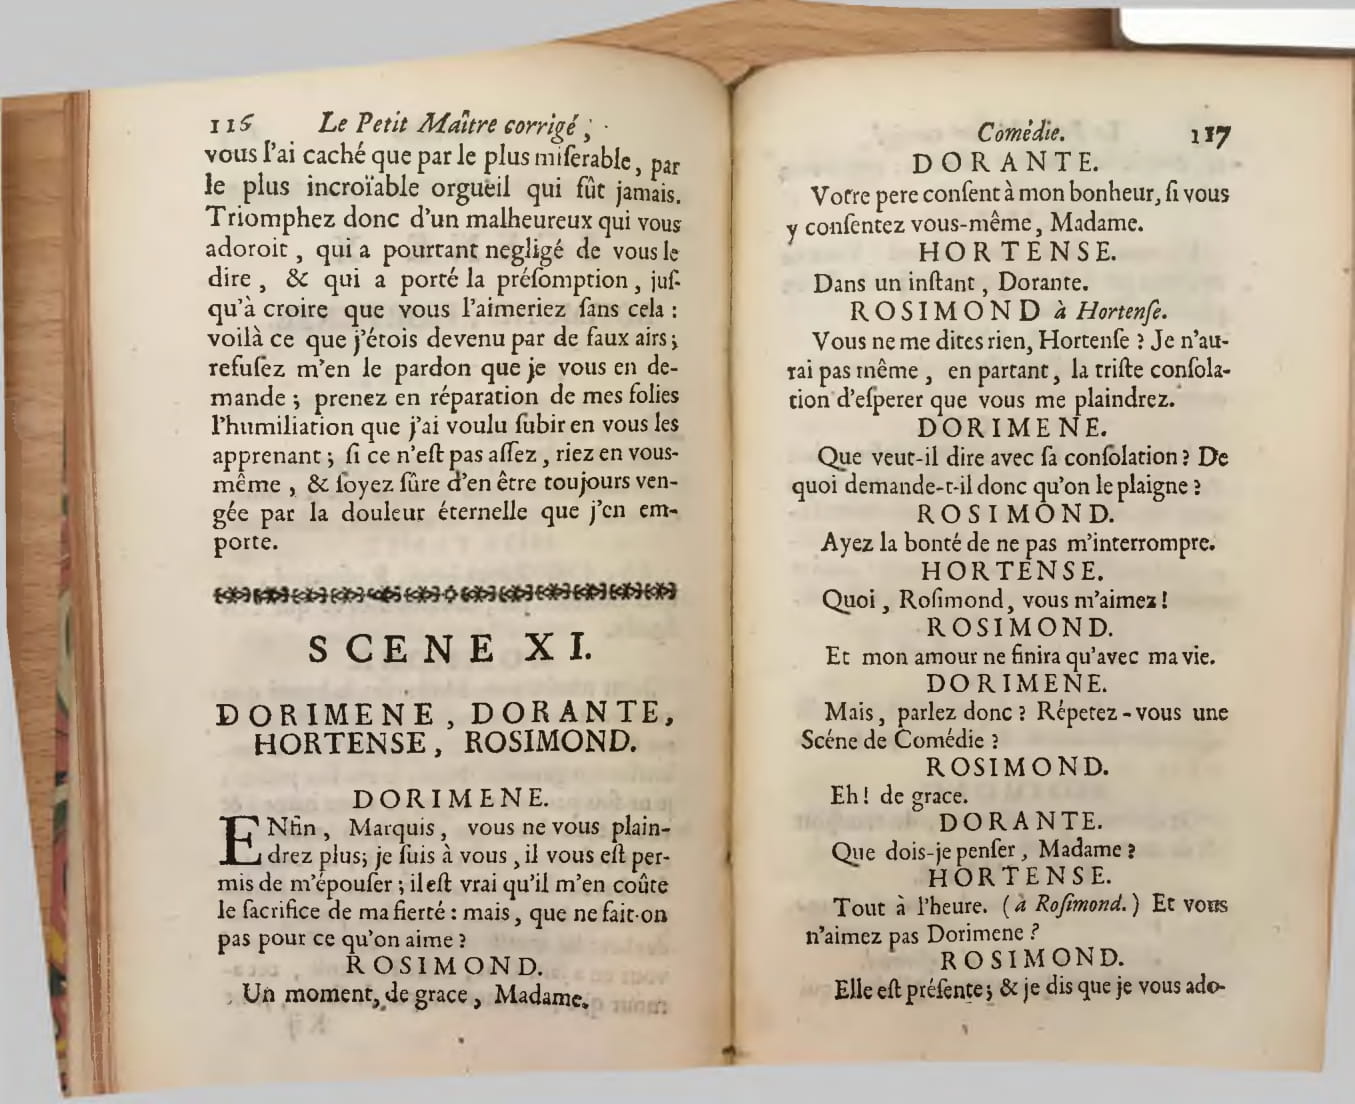 116 Le Petit Maître corrigé ;
vous l'ai caché que par le plus miſerable, par
le plus incroïable orgueil qui fût jamais.
Triomphez donc d'un malheureux qui vous
adoroit , qui a pourtant negligé de vous le
dire , & qui a porté la préſomption , juſ-
qu'à croire que vous l'aimeriez ſans cela :
voilà ce que j'étois devenu par de faux airs ;
refuſez m'en le pardon que je vous en de-
mande ; prenez en réparation de mes folies
l'humiliation que j'ai voulu ſubir en vous les
apprenant ; ſi ce n'eſt pas aſſez , riez en vous-
même , & ſoyez ſûre d'en être toujours ven-
gée par la douleur éternelle que j'en em-
porte.
SCENE XI.
DORIMENE , DORANTE,
HORTENSE, ROSIMOND.
DORIMENE.
ENfin , Marquis , vous ne vous plain-
drez plus; je ſuis à vous , il vous eſt per-
mis de m'épouſer ; il eſt vrai qu'il m'en coûte
le ſacrifice de ma fierté : mais , que ne fait-on
pas pour ce qu'on aime ?
ROSIMOND.
Un moment, de grace , Madame.
Comédie. 117
DORANTE.
Votre pere conſent à mon bonheur, ſi vous
y conſentez vous-même , Madame.
HORTENSE.
Dans un inſtant , Dorante.
ROSIMOND à Hortenſe.
Vous ne me dites rien, Hortenſe ? Je n'au-
rai pas même , en partant , la triſte conſola-
tion d'eſperer que vous me plaindrez.
DORIMENE.
Que veut-il dire avec ſa conſolation ? De
quoi demande-t-il donc qu'on le plaigne ?
ROSIMOND.
Ayez la bonté de ne pas m'interrompre.
HORTENSE.
Quoi , Roſimond, vous m'aimez !
ROSIMOND.
Et mon amour ne finira qu'avec ma vie.
DORIMENE.
Mais , parlez donc ? Répetez-vous une
Scéne de Comédie ?
ROSIMOND.
Eh! de grace.
DORANTE.
Que dois-je penſer , Madame ?
HORTENSE.
Tout à l'heure. ( à Roſimond. ) Et vous
n'aimez pas Dorimene ?
ROSIMOND.
Elle eſt préſente ; & je dis que je vous ado-